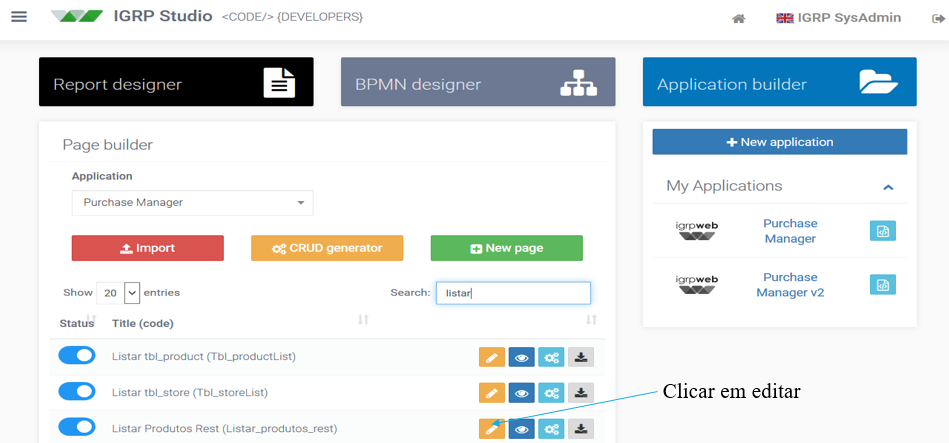 IGRP Studio <CODE/> {DEVELOPERS}
IGRP SysAdmin
Report designer
BPMN designer
Application builder
Page builder
Application
Purchase Manager
Import
CRUD generator
New page
Show 20 entries
Search: listar
Status Title (code)
Listar tbl_product (Tbl_productList)
Listar tbl_store (Tbl_storeList)
Listar Produtos Rest (Listar_produtos_rest)
Clicar em editar
New application
My Applications
igrpweb
Purchase
Manager
igrpweb
Purchase
Manager v2